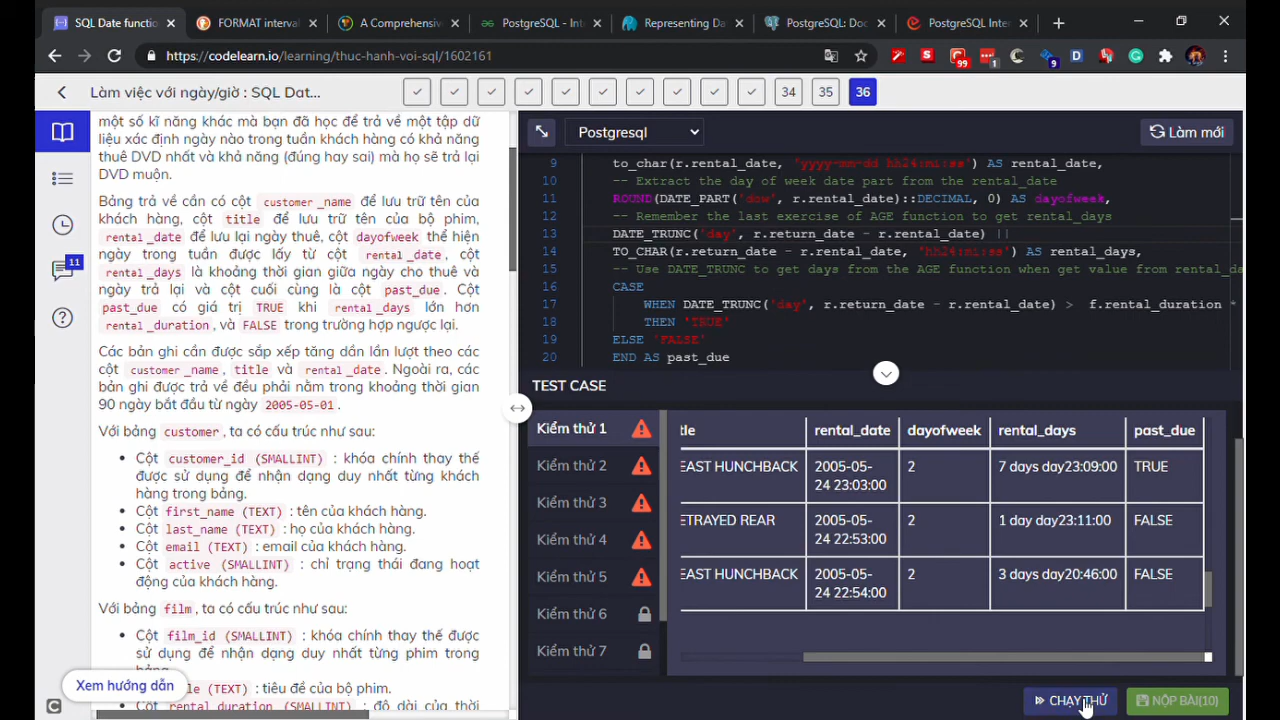 SQL Date functio
FORMAT interval
A Comprehensiv
PostgreSQL - Int
Representing Da
PostgreSQL: Doc
PostgreSQL Inter
https://codelearn.io/learning/thuc-hanh-voi-sql/1602161
99
1
9
Làm việc với ngày/giờ : SQL Dat...
34
35
36
một số kĩ năng khác mà bạn đã học để trả về một tập dữ
liệu xác định ngày nào trong tuần khách hàng có khả năng
thuê DVD nhất và khả năng (đúng hay sai) mà họ sẽ trả lại
DVD muộn.
Bảng trả về cần có cột customer_name để lưu trữ tên của
khách hàng, cột title để lưu trữ tên của bộ phim,
rental_date để lưu lại ngày thuê, cột dayofweek thể hiện
ngày trong tuần được lấy từ cột rental_date, cột
rental_days là khoảng thời gian giữa ngày cho thuê và
ngày trả lại và cột cuối cùng là cột past_due. Cột
past_due có giá trị TRUE khi rental_days lớn hơn
rental_duration, và FALSE trong trường hợp ngược lại.
Các bản ghi cần được sắp xếp tăng dần lần lượt theo các
cột customer_name, title và rental_date. Ngoài ra, các
bản ghi được trả về đều phải nằm trong khoảng thời gian
90 ngày bắt đầu từ ngày 2005-05-01.
Với bảng customer, ta có cấu trúc như sau:
• Cột customer_id (SMALLINT) : khóa chính thay thế
được sử dụng để nhận dạng duy nhất từng khách
hàng trong bảng.
• Cột first_name (TEXT) : tên của khách hàng.
• Cột last_name (TEXT) : họ của khách hàng.
• Cột email (TEXT) : email của khách hàng.
• Cột active (SMALLINT) : chỉ trạng thái đang hoạt
động của khách hàng.
Với bảng film, ta có cấu trúc như sau:
• Cột film_id (SMALLINT) : khóa chính thay thế được
sử dụng để nhận dạng duy nhất từng phim trong
(TEXT) : tiêu đề của bộ phim.
Cột rental_duration (SMALLINT) : độ dài của thời
11
Xem hướng dẫn
Postgresql
Làm mới
9 to_char(r.rental_date, 'yyyy-mm-dd hh24:mi:ss') AS rental_date,
10 -- Extract the day of week date part from the rental_date
11 ROUND(DATE_PART('dow', r.rental_date)::DECIMAL, 0) AS dayofweek,
12 -- Remember the last exercise of AGE function to get rental_days
13 DATE_TRUNC('day', r.return_date - r.rental_date) ||
14 TO_CHAR(r.return_date - r.rental_date, 'hh24:mi:ss') AS rental_days,
15 -- Use DATE_TRUNC to get days from the AGE function when get value from rental_da
16 CASE
17 WHEN DATE_TRUNC('day', r.return_date - r.rental_date) > f.rental_duration *
18 THEN 'TRUE'
19 ELSE 'FALSE'
20 END AS past_due
TEST CASE
Kiểm thử 1
Kiểm thử 2
Kiểm thử 3
Kiểm thử 4
Kiểm thử 5
Kiểm thử 6
Kiểm thử 7
tle rental_date dayofweek rental_days past_due
EAST HUNCHBACK 2005-05- 2 7 days day23:09:00 TRUE
24 23:03:00
ETRAYED REAR 2005-05- 2 1 day day23:11:00 FALSE
24 22:53:00
EAST HUNCHBACK 2005-05- 2 3 days day20:46:00 FALSE
24 22:54:00
CHẠY THỬ
NỘP BÀI(10)